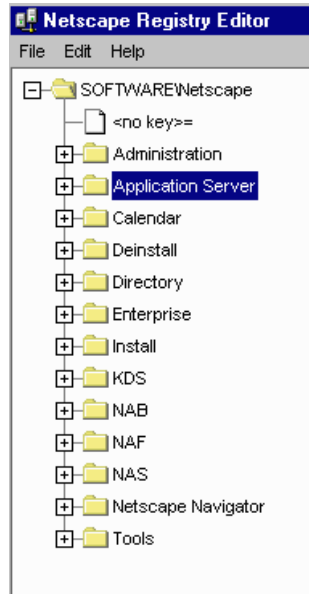 Netscape Registry Editor
File Edit Help
SOFTWARE\Netscape
<no key>=
Administration
Application Server
Calendar
Deinstall
Directory
Enterprise
Install
KDS
NAB
NAF
NAS
Netscape Navigator
Tools